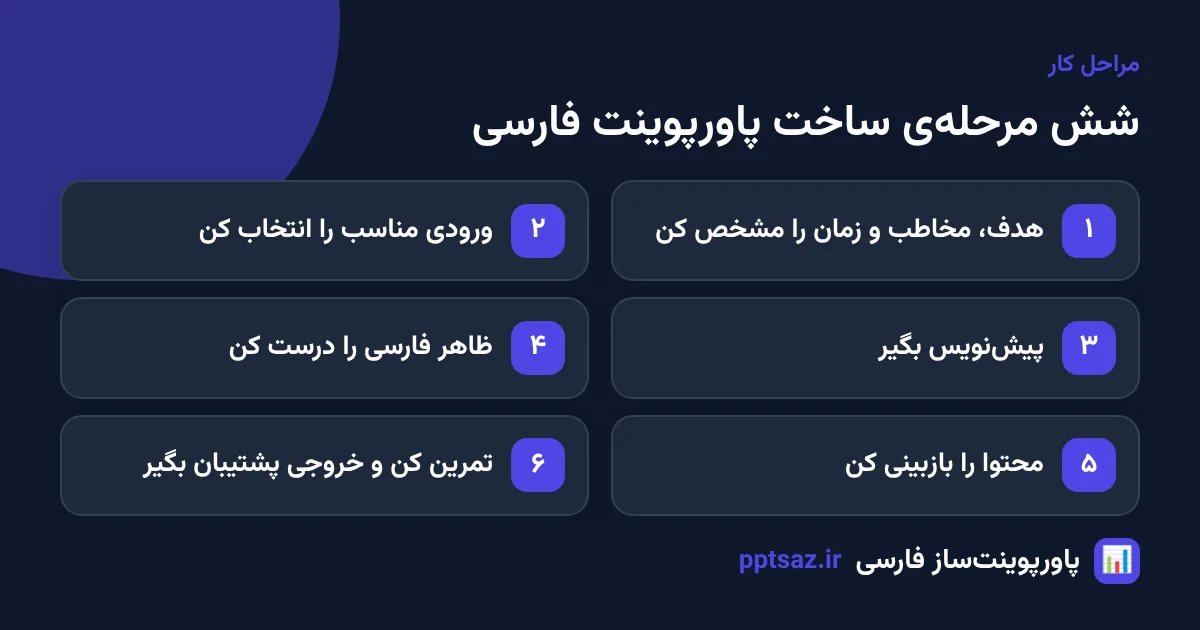 مراحل کار
شش مرحله‌ی ساخت پاورپوینت فارسی
۱ هدف، مخاطب و زمان را مشخص کن
۲ ورودی مناسب را انتخاب کن
۳ پیش‌نویس بگیر
۴ ظاهر فارسی را درست کن
۵ محتوا را بازبینی کن
۶ تمرین کن و خروجی پشتیبان بگیر
پاورپوینت‌ساز فارسی pptsaz.ir